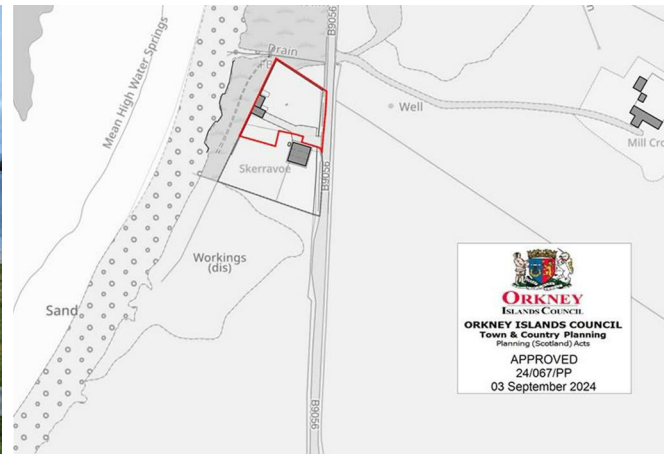 B9056
Drain
Mean High Water Springs
Well
Mill Cro
Skerravoe
B9056
Workings
(dis)
Sand
B9056
ORKNEY
ISLANDS COUNCIL
ORKNEY ISLANDS COUNCIL
Town & Country Planning
Planning (Scotland) Acts
APPROVED
24/067/PP
03 September 2024